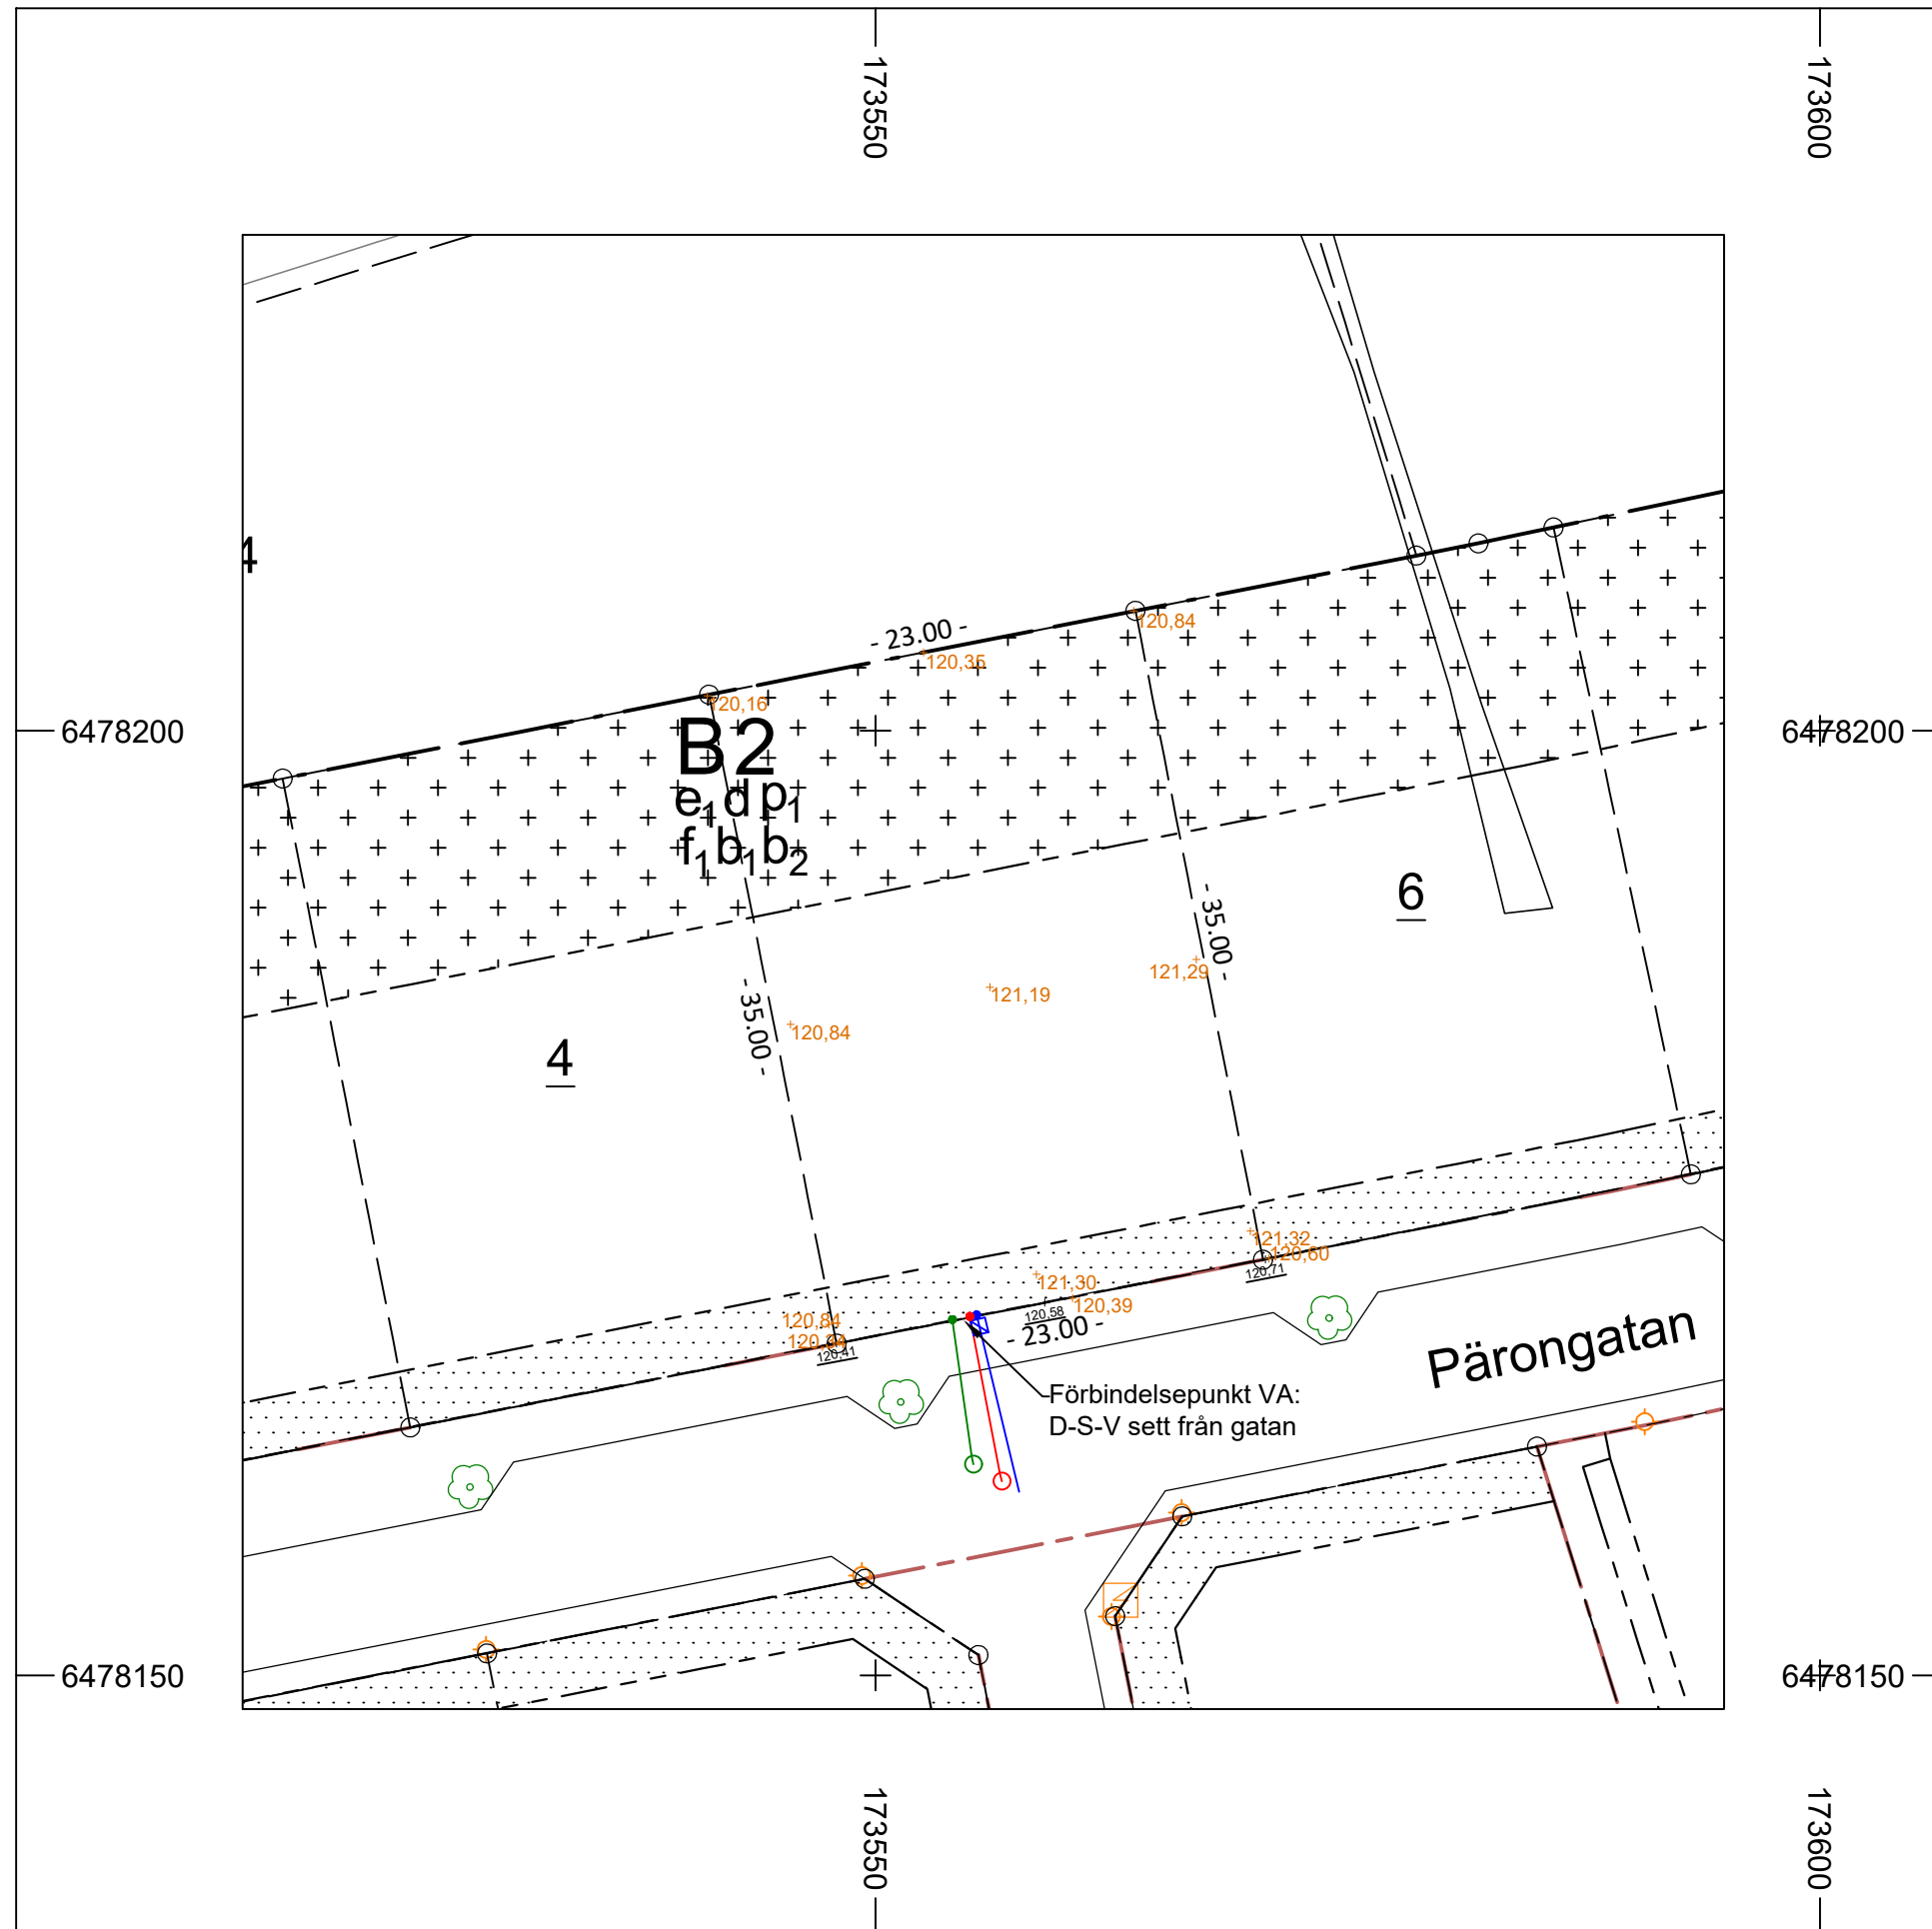 173550
173600
4
- 23.00 -
120,84
120,35
120,16
6478200
6478200
B2
e1 d p1
f1 b1 b2
6
- 35.00 -
121,29
121,19
- 35.00 -
120,84
4
121,32
120,60
120,71
121,30
120,39
120,58
- 23.00 -
120,84
120,41
Pärongatan
Förbindelsepunkt VA:
D-S-V sett från gatan
6478150
6478150
173550
173600